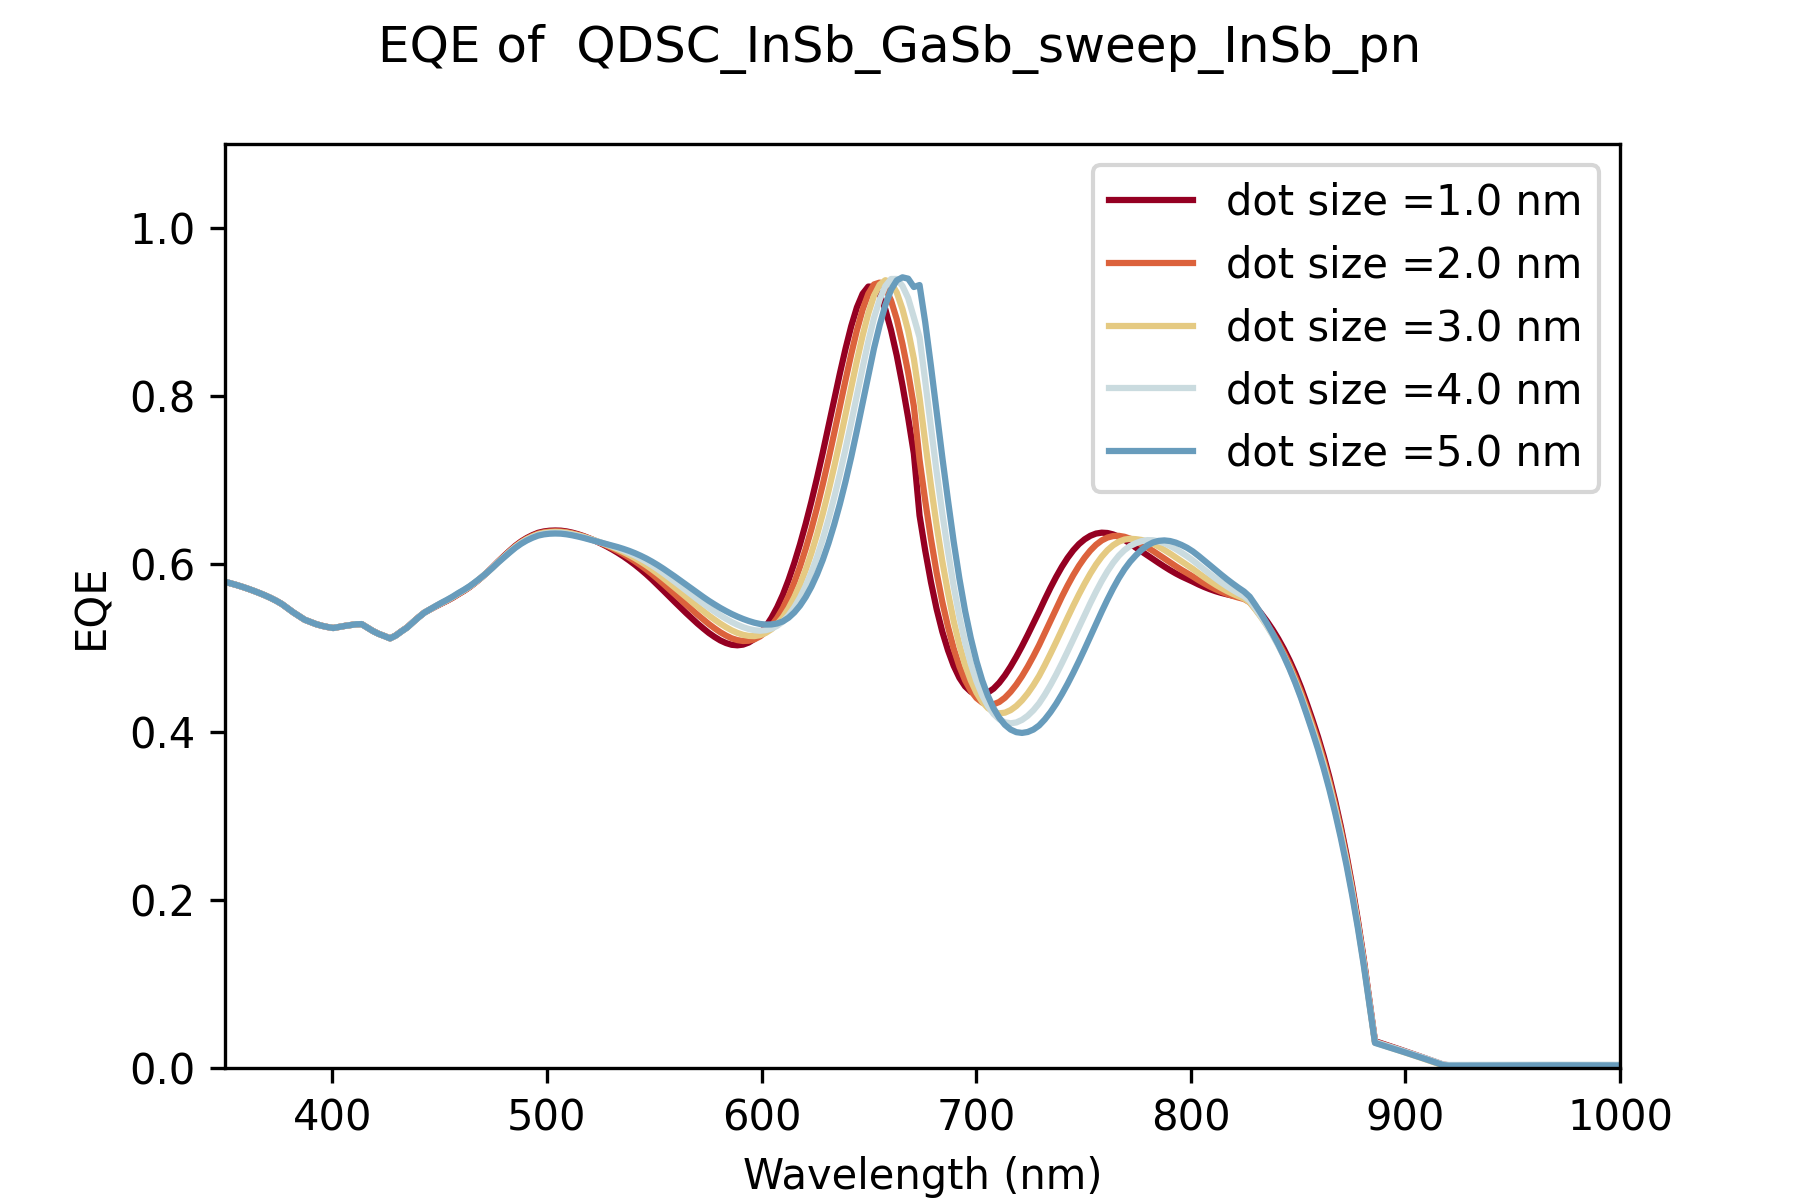 EQE of  QDSC_InSb_GaSb_sweep_InSb_pn
dot size =1.0 nm
dot size =2.0 nm
dot size =3.0 nm
dot size =4.0 nm
dot size =5.0 nm
EQE
1.0
0.8
0.6
0.4
0.2
0.0
400 500 600 700 800 900 1000
Wavelength (nm)